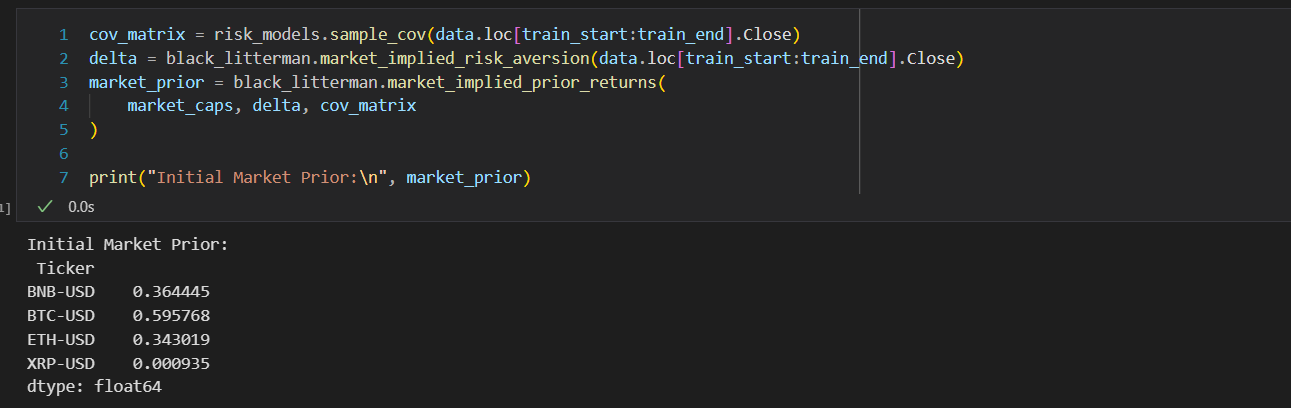 1 cov_matrix = risk_models.sample_cov(data.loc[train_start:train_end].Close)
2 delta = black_litterman.market_implied_risk_aversion(data.loc[train_start:train_end].Close)
3 market_prior = black_litterman.market_implied_prior_returns(
4     market_caps, delta, cov_matrix
5 )
6
7 print("Initial Market Prior:\n", market_prior)
1] ✓ 0.0s
Initial Market Prior:
 Ticker
BNB-USD    0.364445
BTC-USD    0.595768
ETH-USD    0.343019
XRP-USD    0.000935
dtype: float64